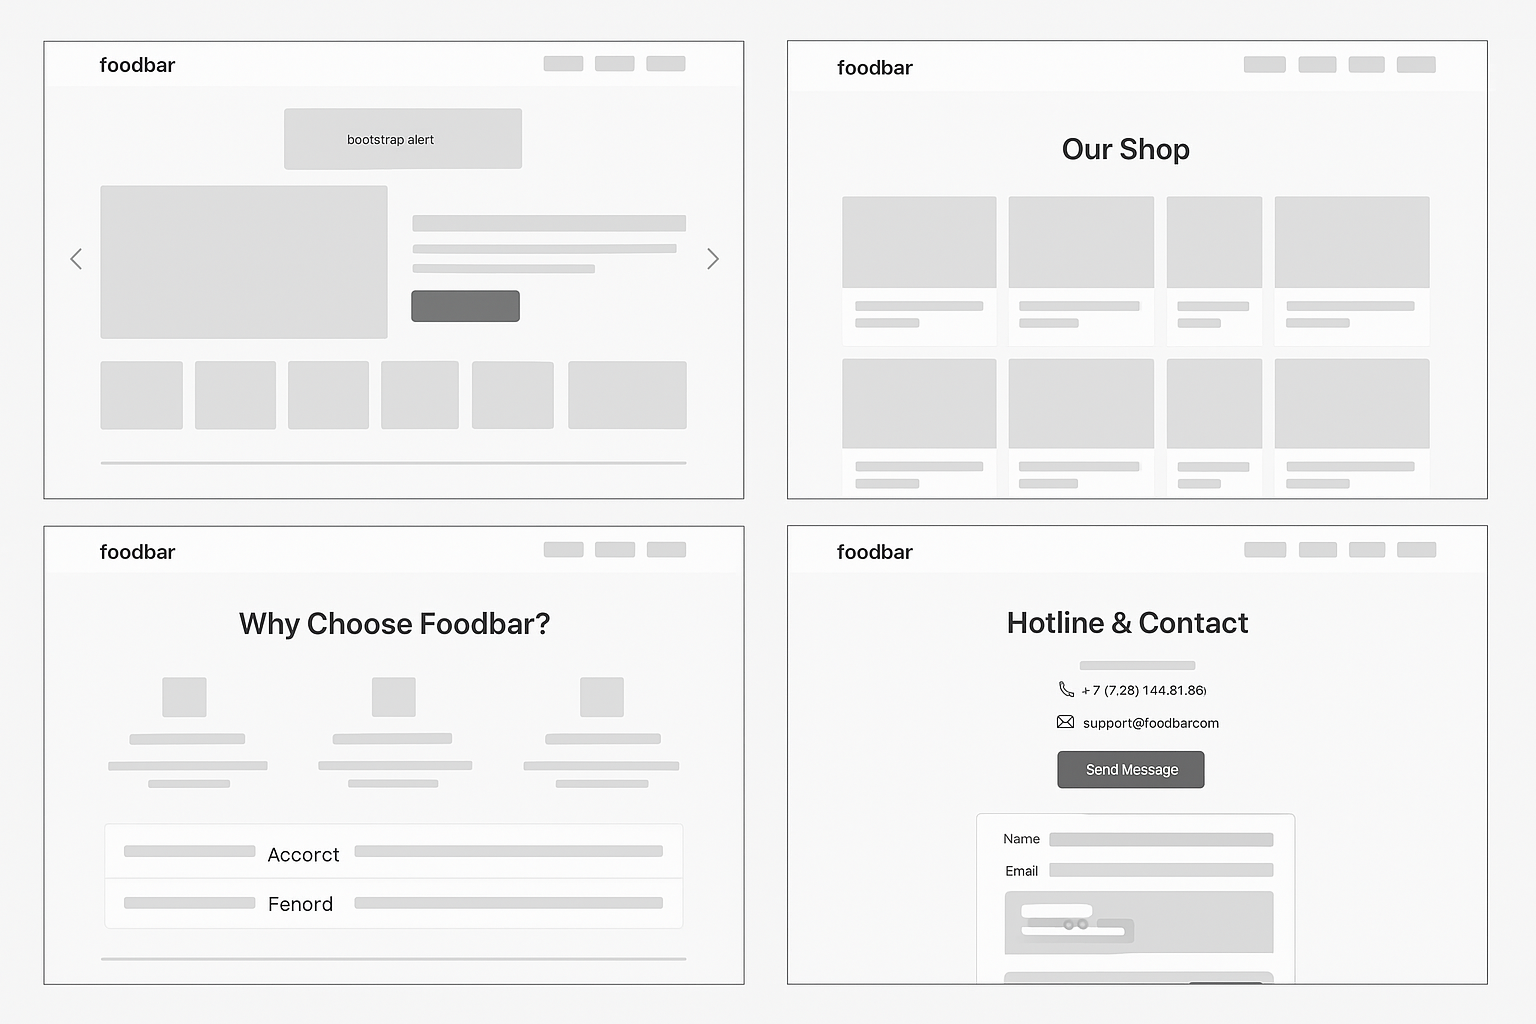 foodbar
bootstrap alert
foodbar
Our Shop
foodbar
Why Choose Foodbar?
Accorct
Fenord
foodbar
Hotline & Contact
+7 (7,28) 144.81.86)
support@foodbarcom
Send Message
Name
Email